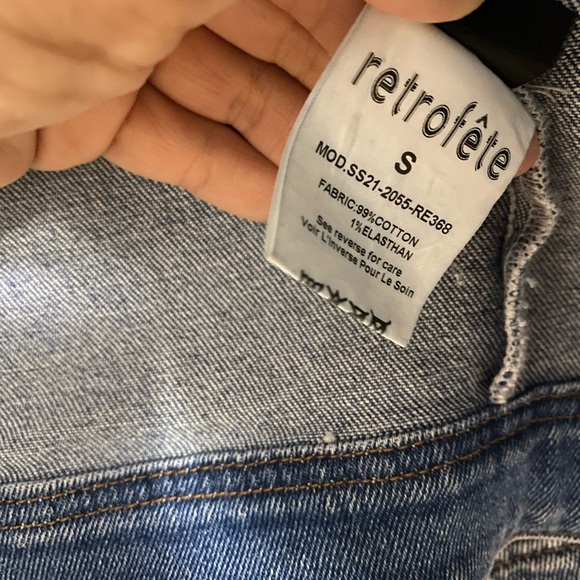 retrofête
S
MOD.SS21-2055-RE368
FABRIC:99%COTTON
1%ELASTHAN
See reverse for care
Voir L'inverse Pour Le Soin